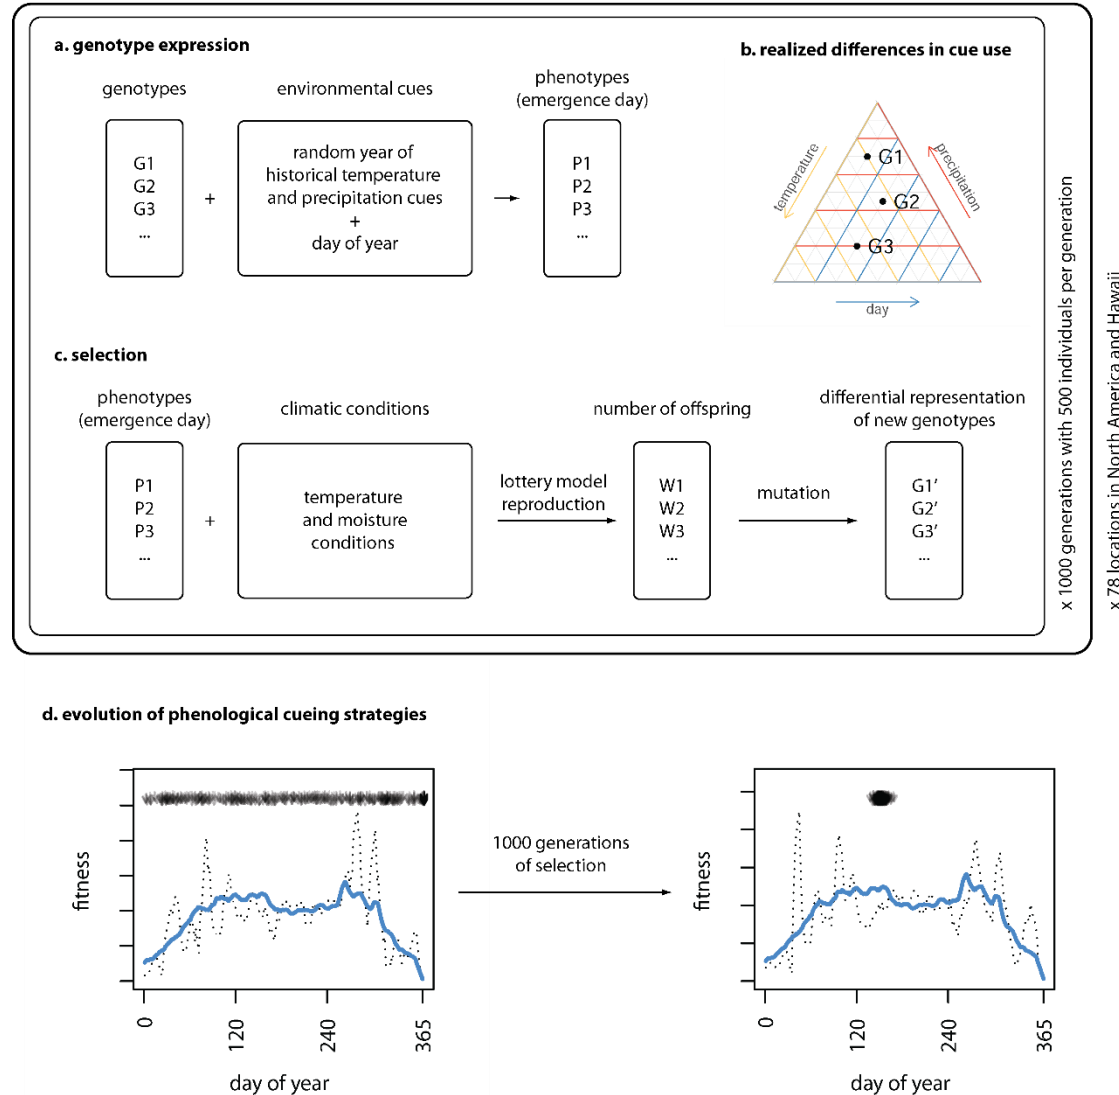 a. genotype expression
genotypes
environmental cues
phenotypes
(emergence day)
G1
G2
G3
...
+
random year of
historical temperature
and precipitation cues
+
day of year
P1
P2
P3
...
b. realized differences in cue use
temperature
precipitation
G1
G2
G3
day
c. selection
phenotypes
(emergence day)
climatic conditions
number of offspring
differential representation
of new genotypes
P1
P2
P3
...
+
temperature
and moisture
conditions
lottery model
reproduction
W1
W2
W3
...
mutation
G1′
G2′
G3′
...
x 1000 generations with 500 individuals per generation
x 78 locations in North America and Hawaii
d. evolution of phenological cueing strategies
fitness
0
120
240
365
day of year
1000 generations
of selection
fitness
0
120
240
365
day of year